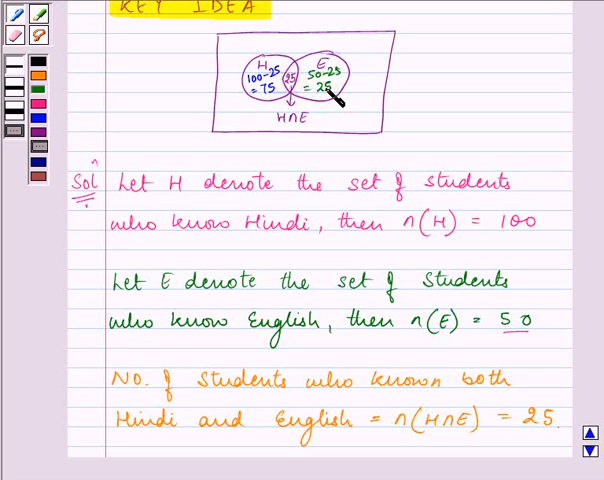 KEY IDEA
H E
100-25 25 50-25
= 75 = 25
H∩E
Sol^n Let H denote the set of students
who know Hindi, then n(H) = 100
Let E denote the set of students
who know English, then n(E) = 50
No. of students who known both
Hindi and English = n(H∩E) = 25.